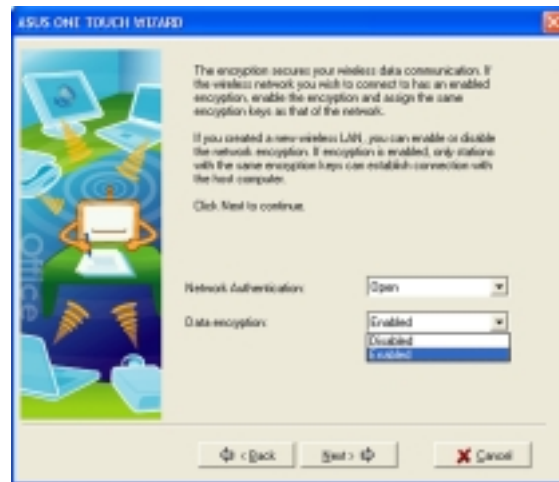 ASUS ONE TOUCH WIZARD
The encryption secures your wireless data communication. If
the wireless network you wish to connect to has an enabled
encryption, enable the encryption and assign the same
encryption keys as that of the network.
If you created a new wireless LAN, you can enable or disable
the network encryption. If encryption is enabled, only stations
with the same encryption keys can establish connection with
the host computer.
Click Next to continue.
Office
Network Authentication:
Open
Data encryption:
Enabled
Disabled
Enabled
< Back
Next >
Cancel